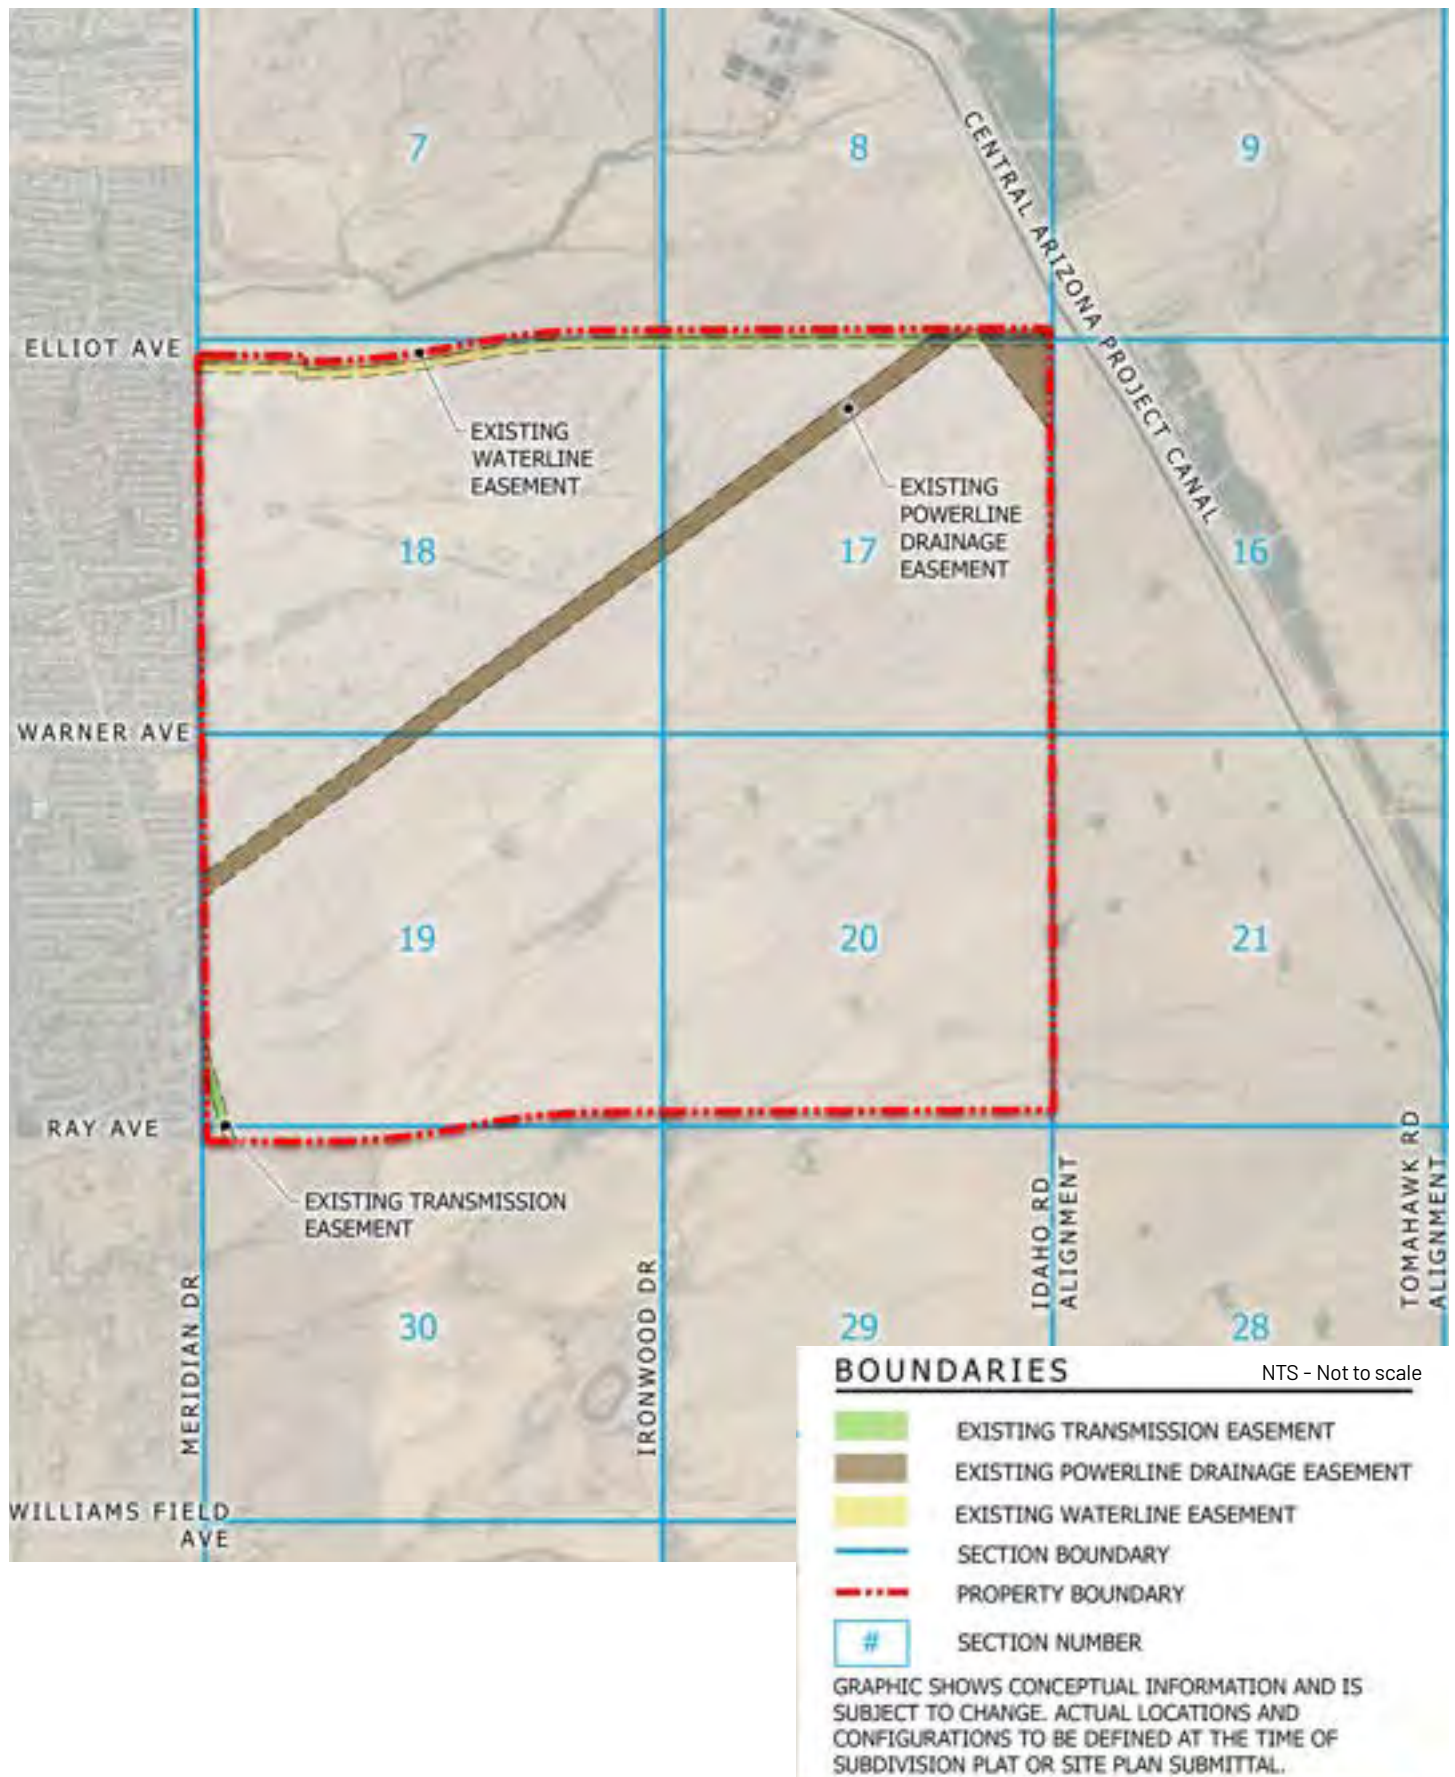 7
8
9
CENTRAL ARIZONA PROJECT CANAL
ELLIOT AVE
EXISTING
WATERLINE
EASEMENT
EXISTING
POWERLINE
DRAINAGE
EASEMENT
18
17
16
WARNER AVE
19
20
21
RAY AVE
EXISTING TRANSMISSION
EASEMENT
MERIDIAN DR
IRONWOOD DR
IDAHO RD
ALIGNMENT
TOMAHAWK RD
ALIGNMENT
30
29
28
WILLIAMS FIELD
AVE
BOUNDARIES
NTS - Not to scale
EXISTING TRANSMISSION EASEMENT
EXISTING POWERLINE DRAINAGE EASEMENT
EXISTING WATERLINE EASEMENT
SECTION BOUNDARY
PROPERTY BOUNDARY
# SECTION NUMBER
GRAPHIC SHOWS CONCEPTUAL INFORMATION AND IS
SUBJECT TO CHANGE. ACTUAL LOCATIONS AND
CONFIGURATIONS TO BE DEFINED AT THE TIME OF
SUBDIVISION PLAT OR SITE PLAN SUBMITTAL.